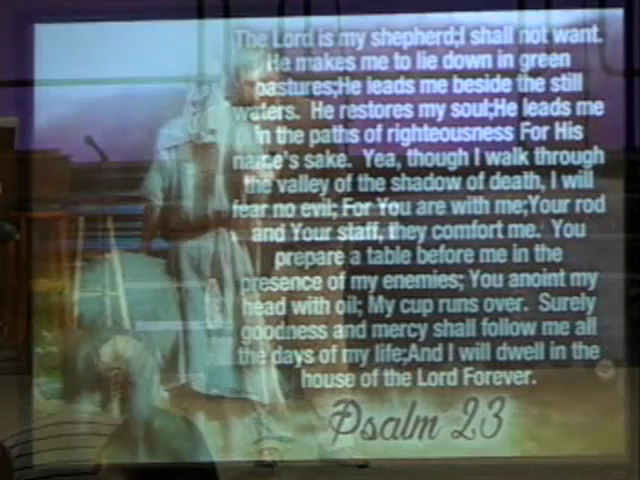 The Lord is my shepherd;I shall not want.
He makes me to lie down in green
pastures;He leads me beside the still
waters. He restores my soul;He leads me
in the paths of righteousness For His
name's sake. Yea, though I walk through
the valley of the shadow of death, I will
fear no evil; For You are with me;Your rod
and Your staff, they comfort me. You
prepare a table before me in the
presence of my enemies; You anoint my
head with oil; My cup runs over. Surely
goodness and mercy shall follow me all
the days of my life;And I will dwell in the
house of the Lord Forever.
Psalm 23